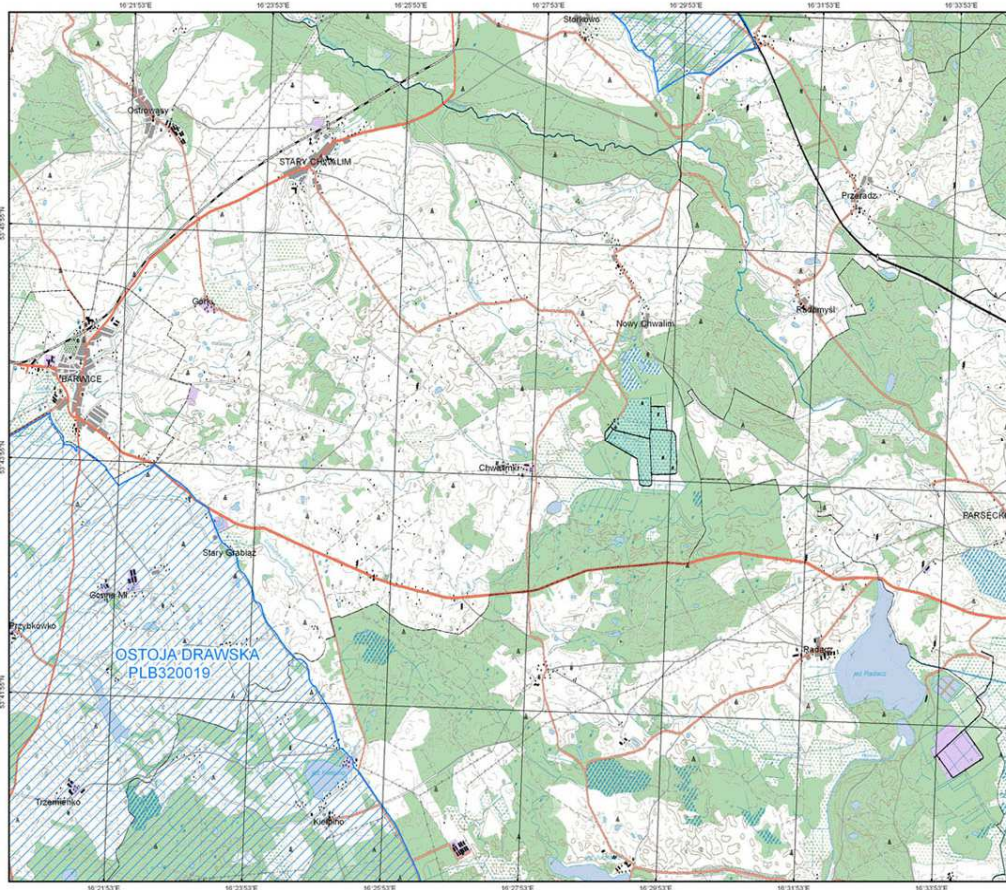 16°21'53"E 16°23'53"E 16°25'53"E 16°27'53"E 16°29'53"E 16°31'53"E 16°33'53"E
Storkowo
Ostrowąsy
STARY CHWALIM
Przeradz
Radomyśl
Nowy Chwalim
BARWICE
Chwalimki
PARSĘCKO
Stary Grabiąż
Przybkówko
OSTOJA DRAWSKA
PLB320019
Radacz
jez Radacz
Trzemienko
Kiełpino
16°21'53"E 16°23'53"E 16°25'53"E 16°27'53"E 16°29'53"E 16°31'53"E 16°33'53"E